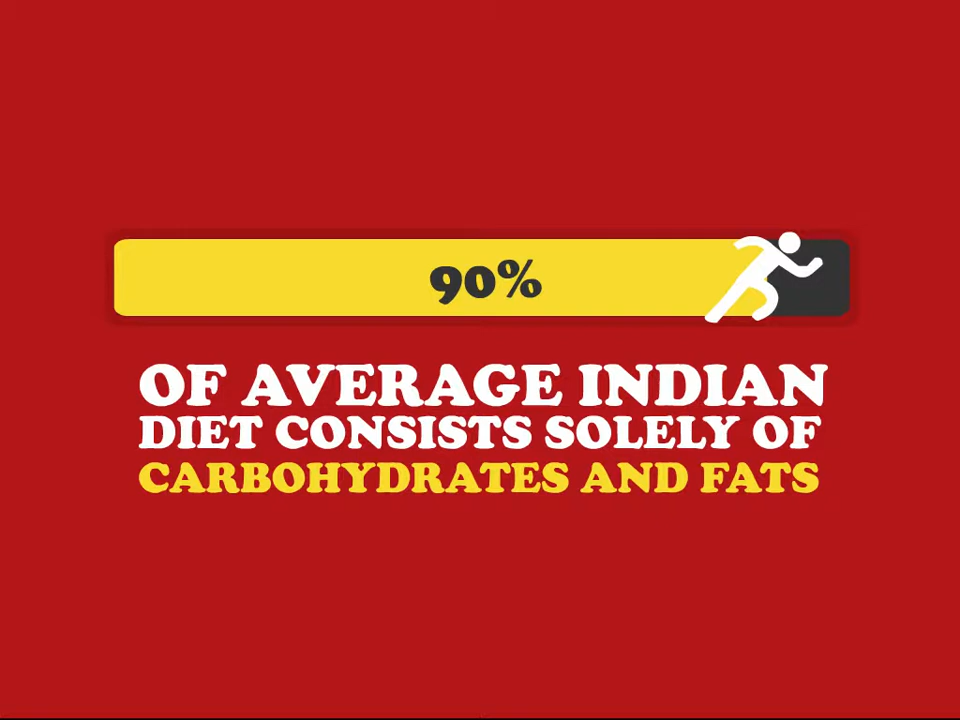 90%
OF AVERAGE INDIAN
DIET CONSISTS SOLELY OF
CARBOHYDRATES AND FATS